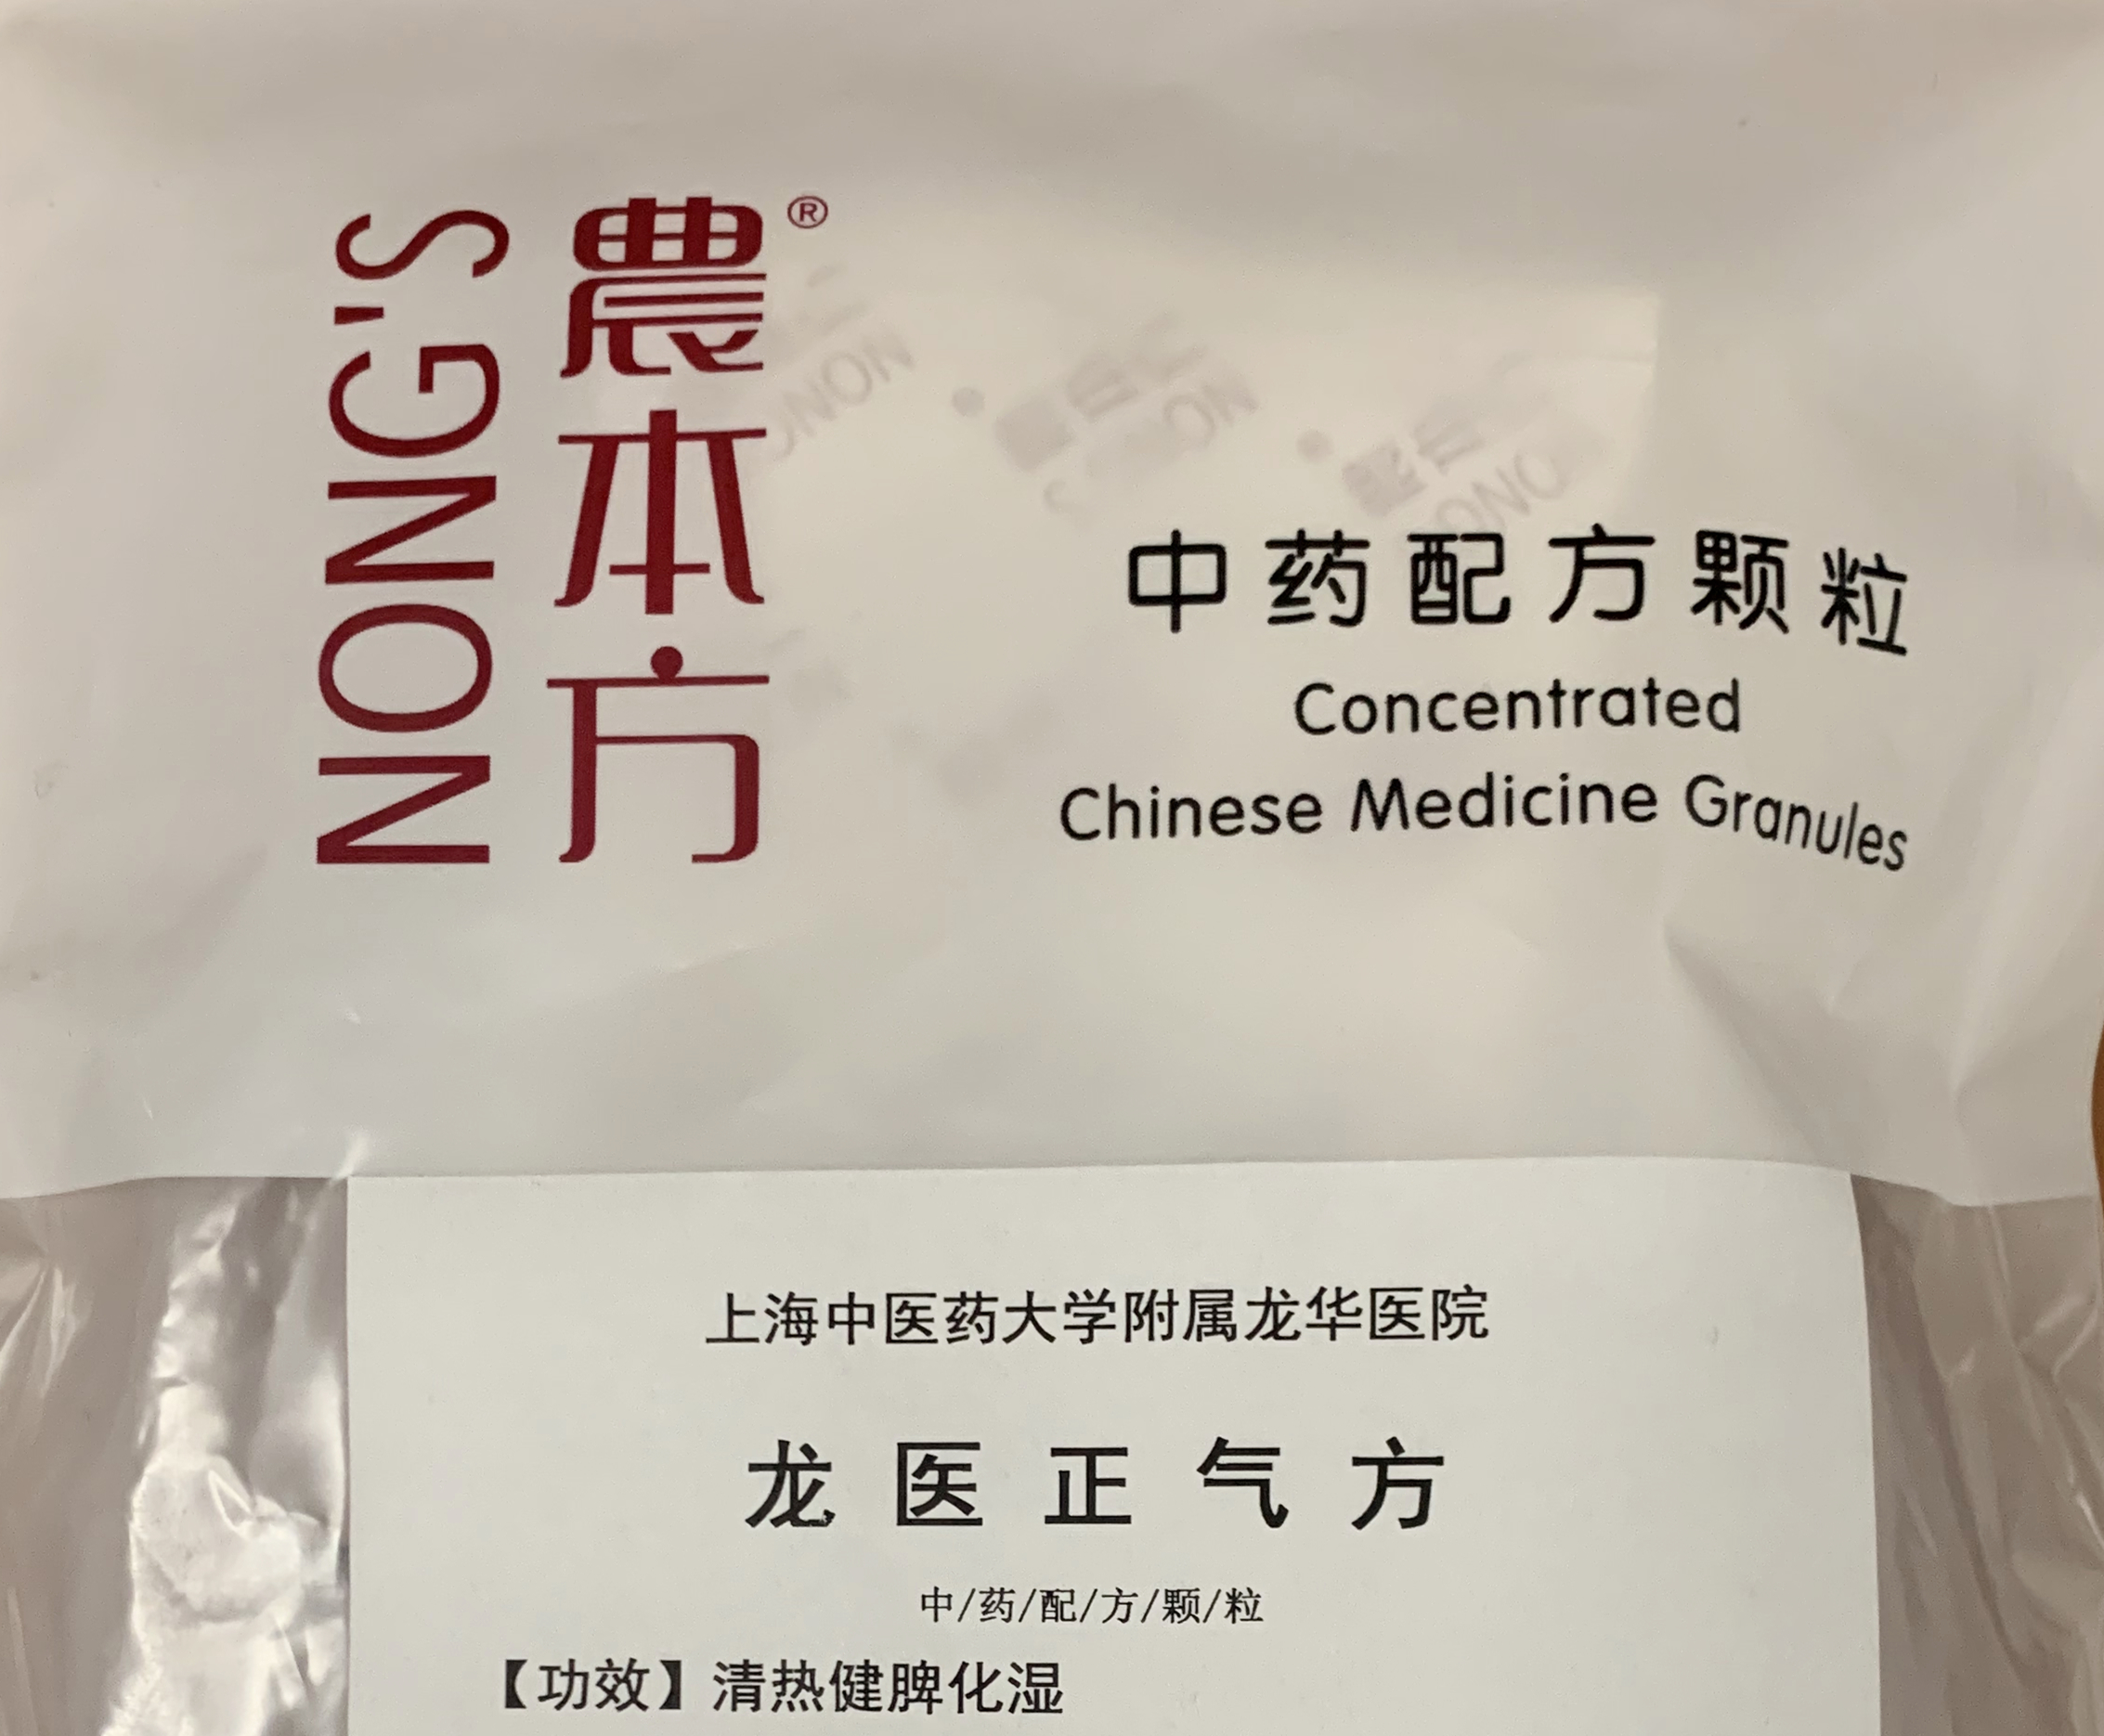 NONG'S
農本方®
中药配方颗粒
Concentrated
Chinese Medicine Granules
上海中医药大学附属龙华医院
龙医正气方
中/药/配/方/颗/粒
【功效】清热健脾化湿